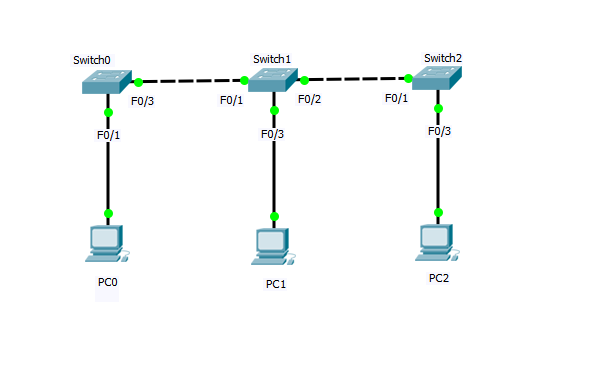 Switch0
Switch1
Switch2
F0/3
F0/1
F0/2
F0/1
F0/1
F0/3
F0/3
PC0
PC1
PC2